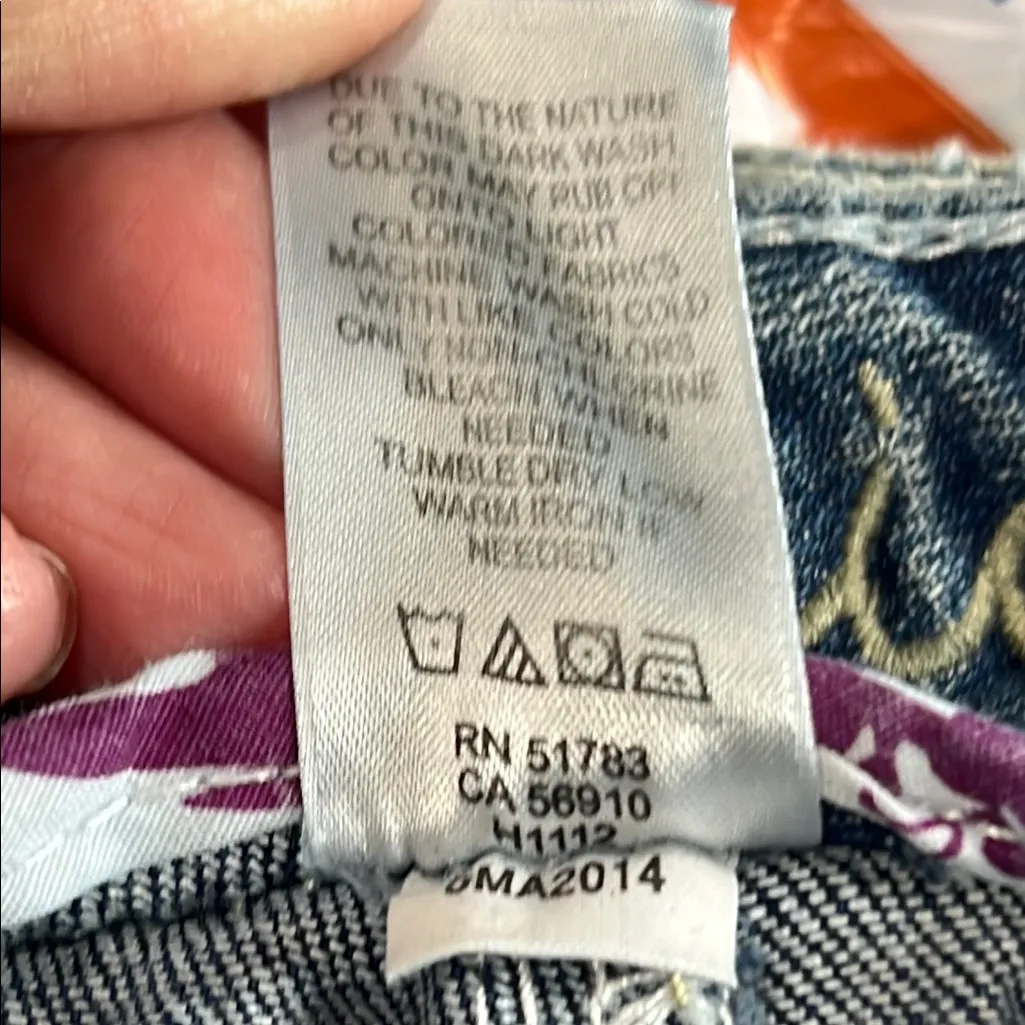 DUE TO THE NATURE
OF THIS DARK WASH
COLOR MAY RUB OFF
ONTO LIGHT
COLORED FABRICS
MACHINE WASH COLD
WITH LIKE COLORS
ONLY NON-CHLORINE
BLEACH WHEN
NEEDED
TUMBLE DRY LOW
WARM IRON IF
NEEDED
RN 51783
CA 56910
H1112
SMA2014